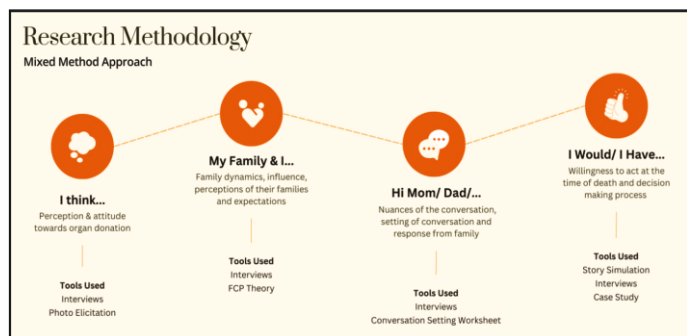 Research Methodology
Mixed Method Approach
I think...
Perception & attitude
towards organ donation
Tools Used
Interviews
Photo Elicitation
My Family & I...
Family dynamics, influence,
perceptions of their families
and expectations
Tools Used
Interviews
FCP Theory
Hi Mom/ Dad/...
Nuances of the conversation,
setting of conversation and
response from family
Tools Used
Interviews
Conversation Setting Worksheet
I Would/ I Have...
Willingness to act at the
time of death and decision
making process
Tools Used
Story Simulation
Interviews
Case Study